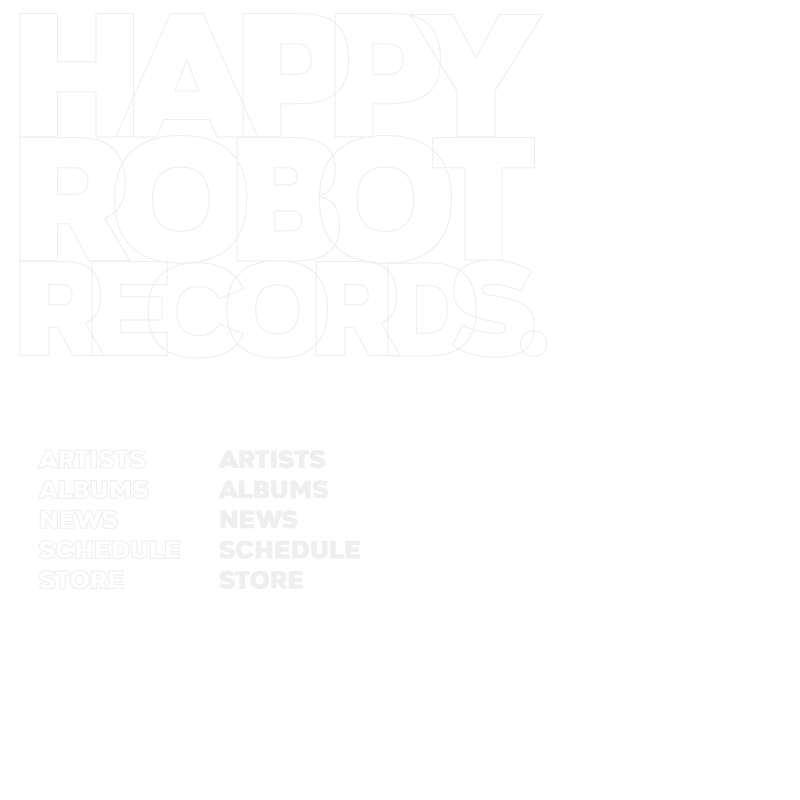 HAPPY
ROBOT
RECORDS.
ARTISTS ARTISTS
ALBUMS ALBUMS
NEWS NEWS
SCHEDULE SCHEDULE
STORE STORE